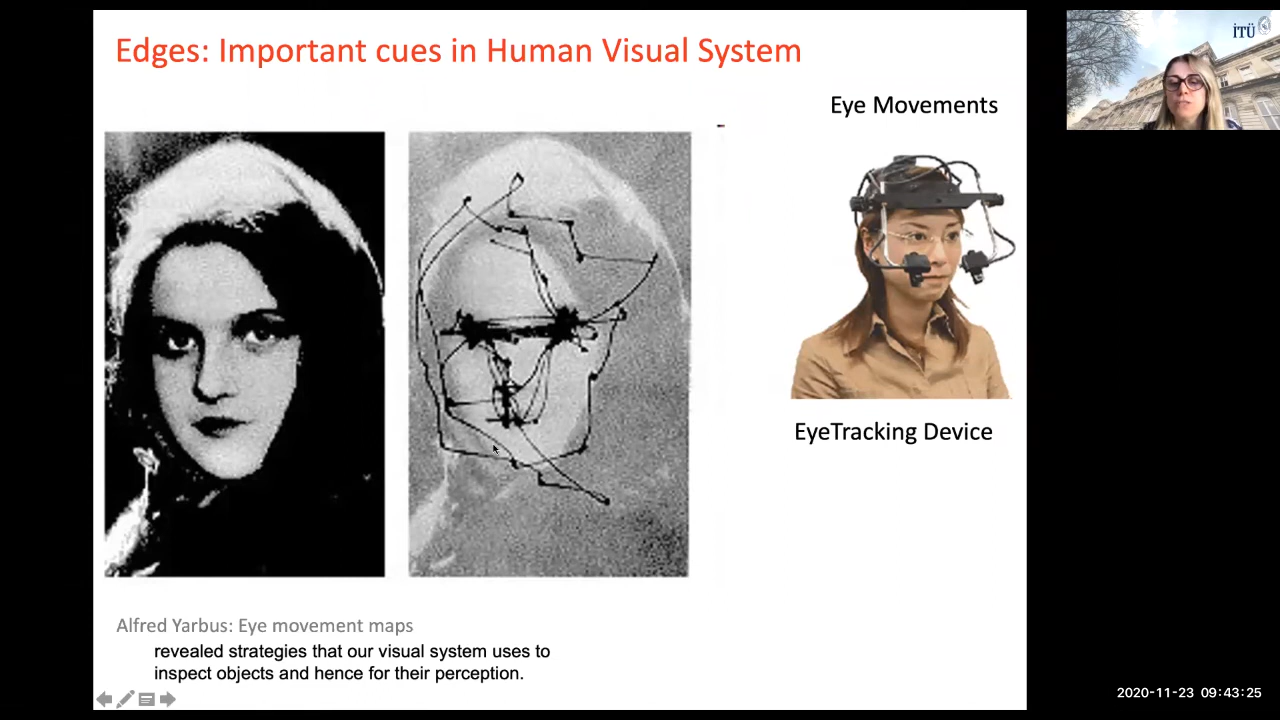 Edges: Important cues in Human Visual System
İTÜ
Eye Movements
EyeTracking Device
Alfred Yarbus: Eye movement maps
revealed strategies that our visual system uses to
inspect objects and hence for their perception.
2020-11-23 09:43:25